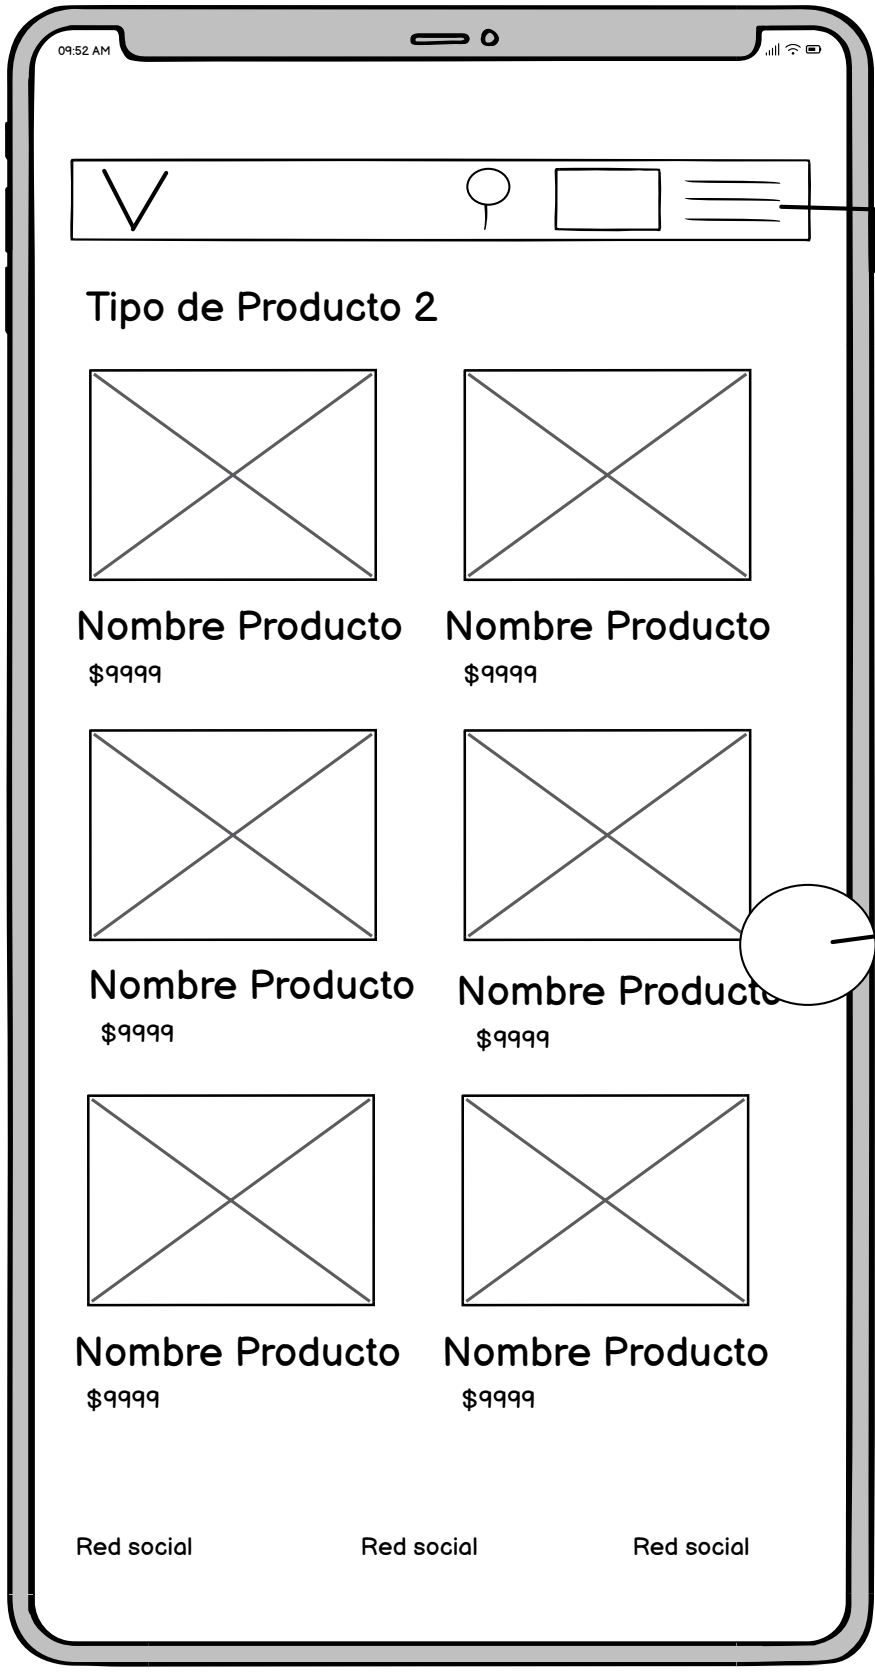 09:52 AM
V
Tipo de Producto 2
Nombre Producto Nombre Producto
$9999 $9999
Nombre Producto Nombre Producto
$9999 $9999
Nombre Producto Nombre Producto
$9999 $9999
Red social Red social Red social